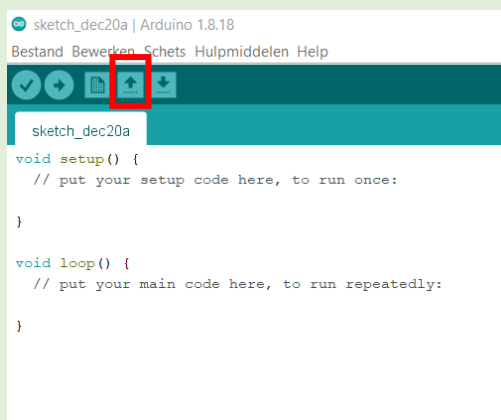 sketch_dec20a | Arduino 1.8.18
Bestand Bewerken Schets Hulpmiddelen Help
sketch_dec20a
void setup() {
// put your setup code here, to run once:
}
void loop() {
// put your main code here, to run repeatedly:
}